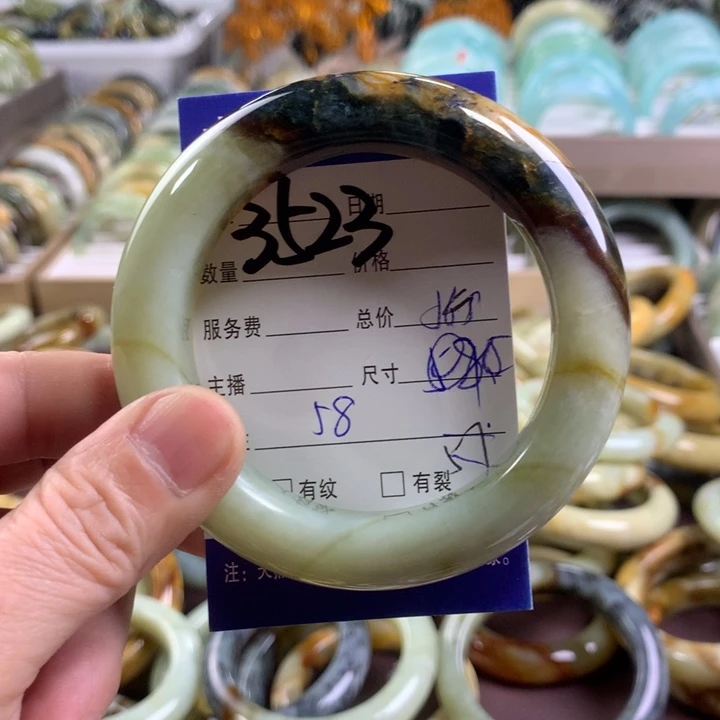 3523
日期
数量 价格
服务费 总价
主播 尺寸
58
有纹 有裂
注：天